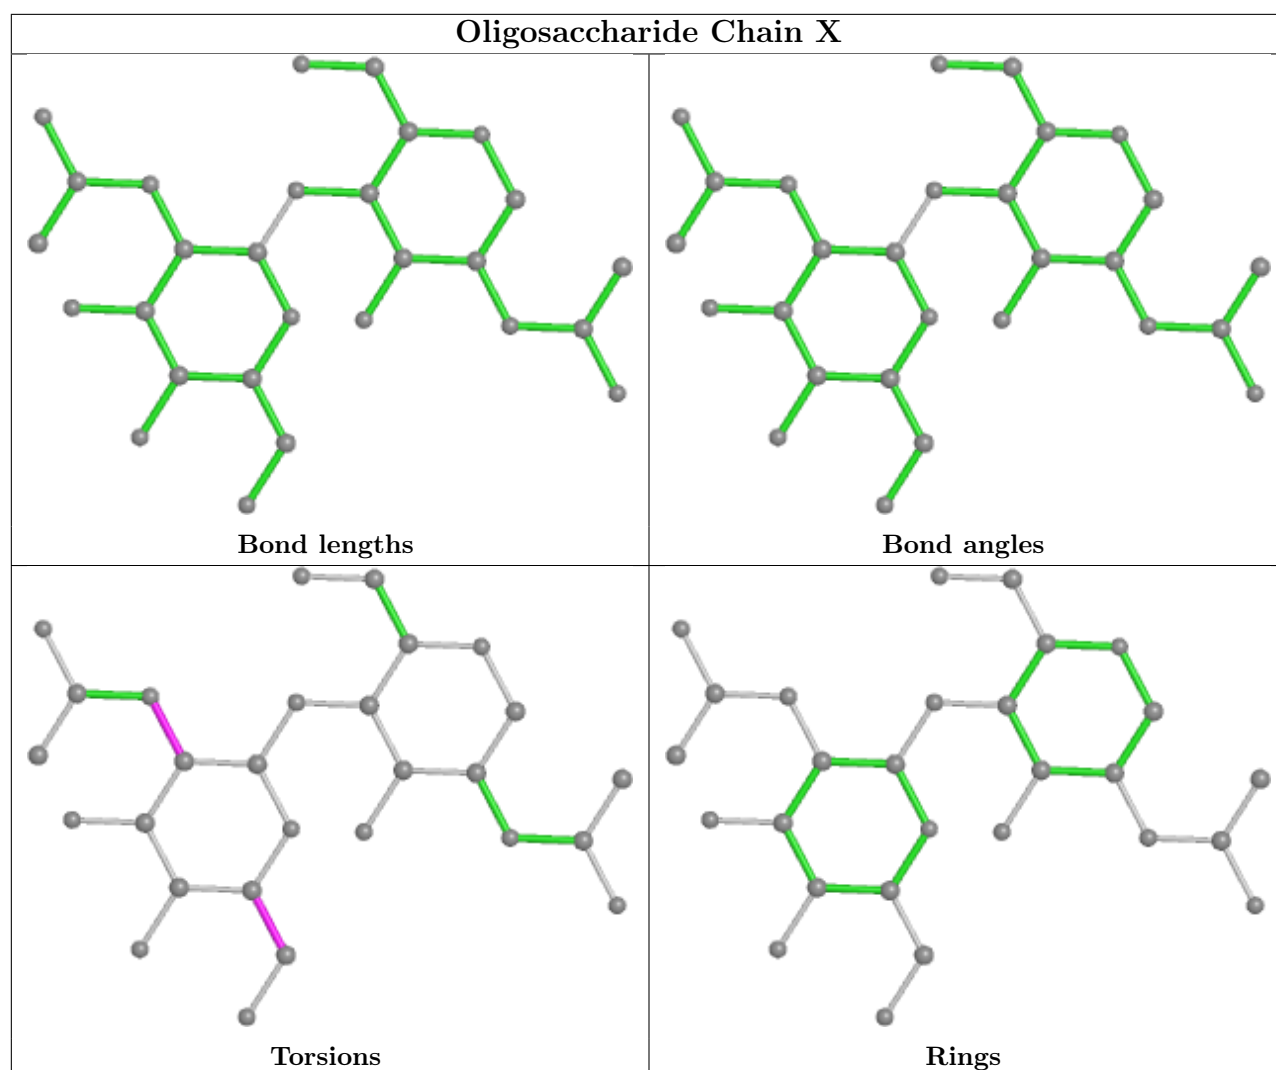 Oligosaccharide Chain X
Bond lengths
Bond angles
Torsions
Rings